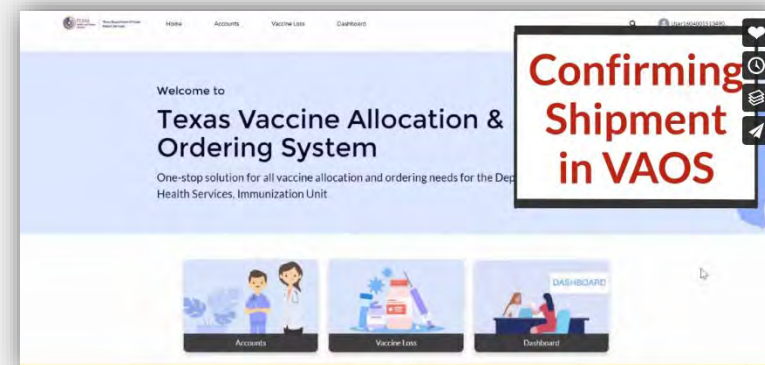 TEXAS
Home
Accounts
Vaccine Loss
Dashboard
Confirming
Shipment
in VAOS
Welcome to
Texas Vaccine Allocation &
Ordering System
One-stop solution for all vaccine allocation and ordering needs for the Dep
Health Services, Immunization Unit
DASHBOARD
Accounts
Vaccine Loss
Dashboard